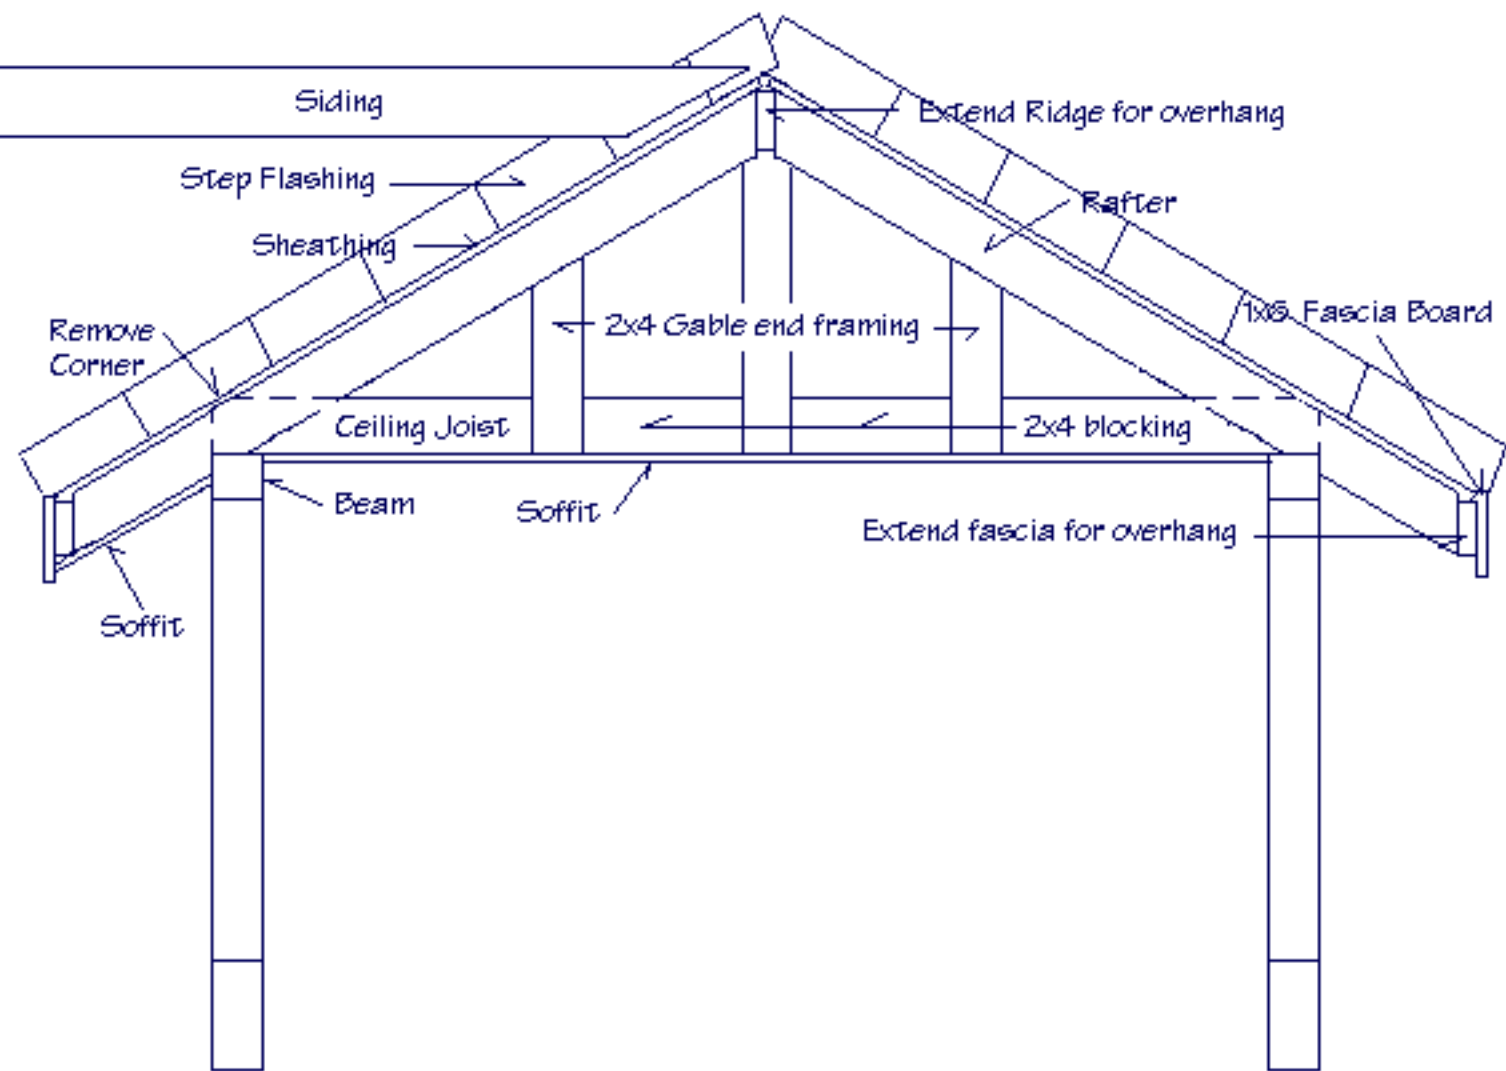 Siding
Extend Ridge for overhang
Step Flashing
Rafter
Sheathing
1x6 Fascia Board
Remove
Corner
2x4 Gable end framing
Ceiling Joist
2x4 blocking
Beam
Soffit
Extend fascia for overhang
Soffit